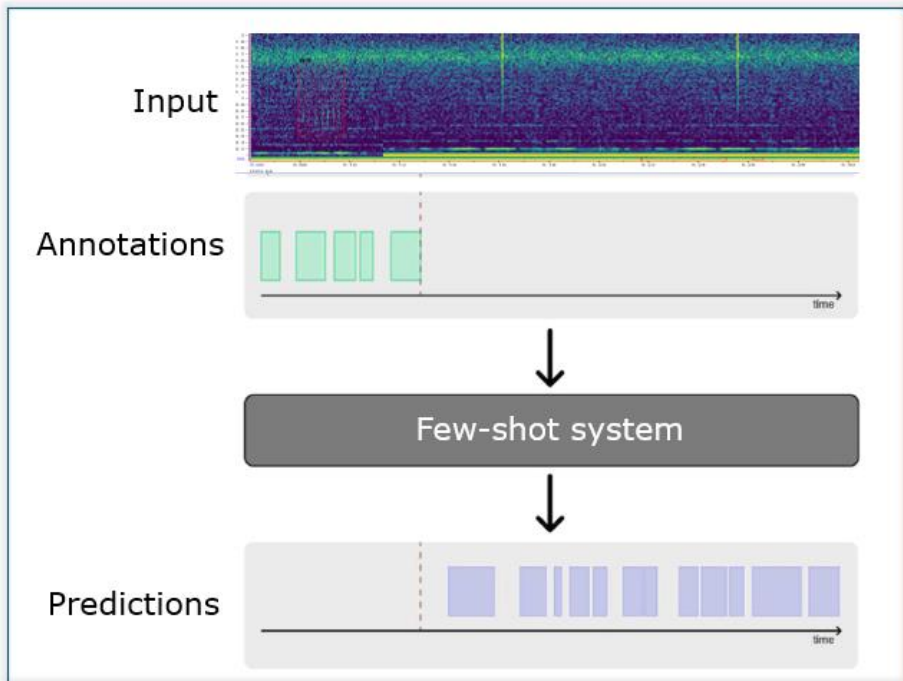 Input
Annotations
time
Few-shot system
Predictions
time